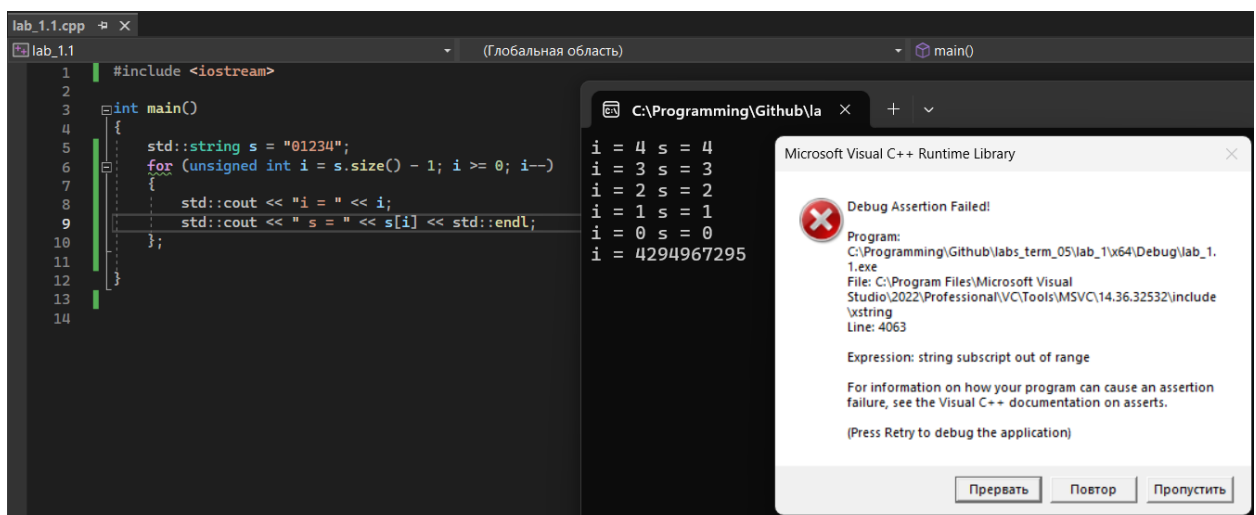 lab_1.1.cpp
lab_1.1
(Глобальная область)
main()
1 #include <iostream>
2
3 int main()
4 {
5 std::string s = "01234";
6 for (unsigned int i = s.size() - 1; i >= 0; i--)
7 {
8 std::cout << "i = " << i;
9 std::cout << " s = " << s[i] << std::endl;
10 };
11
12 }
13
14
C:\Programming\Github\la
i = 4 s = 4
i = 3 s = 3
i = 2 s = 2
i = 1 s = 1
i = 0 s = 0
i = 4294967295
Microsoft Visual C++ Runtime Library
Debug Assertion Failed!
Program:
C:\Programming\Github\labs_term_05\lab_1\x64\Debug\lab_1.
1.exe
File: C:\Program Files\Microsoft Visual
Studio\2022\Professional\VC\Tools\MSVC\14.36.32532\include
\xstring
Line: 4063
Expression: string subscript out of range
For information on how your program can cause an assertion
failure, see the Visual C++ documentation on asserts.
(Press Retry to debug the application)
Прервать
Повтор
Пропустить